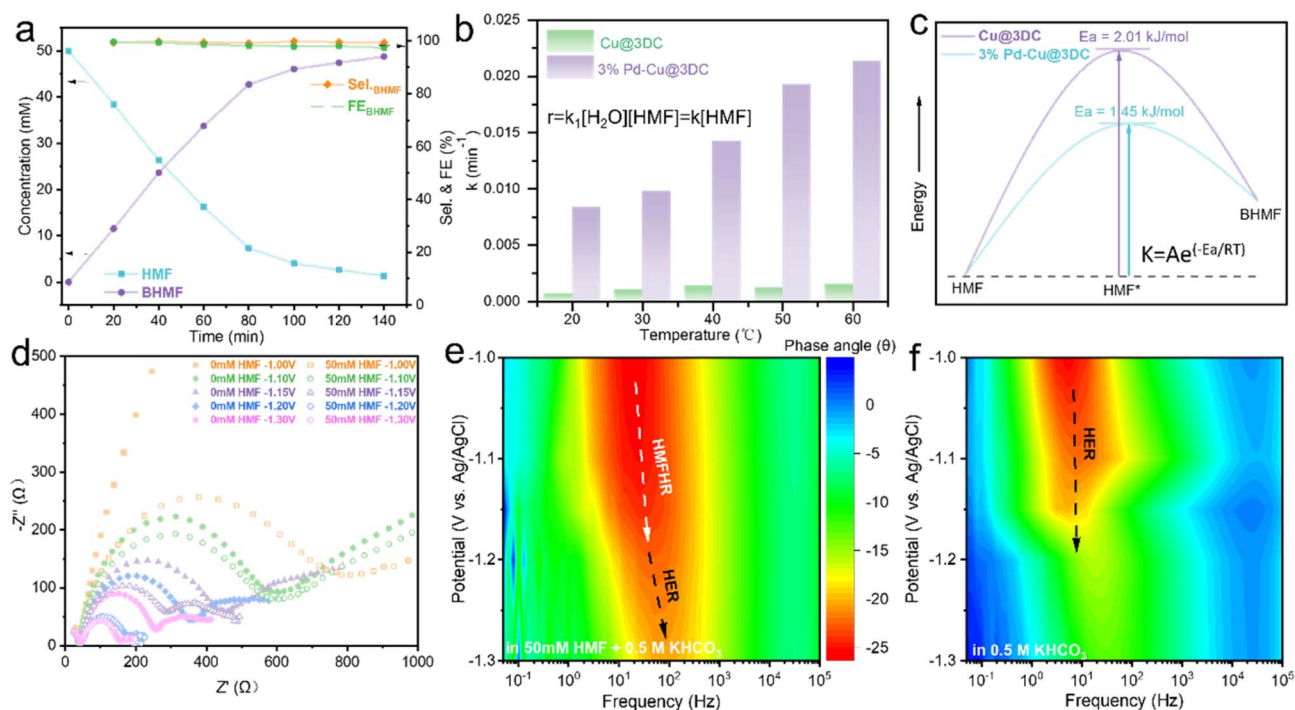 a
Concentration (mM)
50
40
30
20
10
0
100
90
80
70
60
50
40
30
20
10
0
Sel. & FE (%)
Sel.BHMF
FEBHMF
HMF
BHMF
0 20 40 60 80 100 120 140
Time (min)
b
k (min-1)
0.025
0.020
0.015
0.010
0.005
0.000
Cu@3DC
3% Pd-Cu@3DC
r=k1[H2O][HMF]=k[HMF]
20 30 40 50 60
Temperature (℃)
c
Cu@3DC
3% Pd-Cu@3DC
Ea = 2.01 kJ/mol
Ea = 1.45 kJ/mol
Energy
BHMF
K=Ae(-Ea/RT)
HMF
HMF*
d
-Z'' (Ω)
500
400
300
200
100
0
0mM HMF -1.00V 50mM HMF -1.00V
0mM HMF -1.10V 50mM HMF -1.10V
0mM HMF -1.15V 50mM HMF -1.15V
0mM HMF -1.20V 50mM HMF -1.20V
0mM HMF -1.30V 50mM HMF -1.30V
0 200 400 600 800 1000
Z' (Ω)
e
Potential (V vs. Ag/AgCl)
-1.0
-1.1
-1.2
-1.3
HMFHR
HER
in 50mM HMF + 0.5 M KHCO3
10-1 100 101 102 103 104 105
Frequency (Hz)
Phase angle (θ)
0
-5
-10
-15
-20
-25
f
Potential (V vs. Ag/AgCl)
-1.0
-1.1
-1.2
-1.3
HER
in 0.5 M KHCO3
10-1 100 101 102 103 104 105
Frequency (Hz)